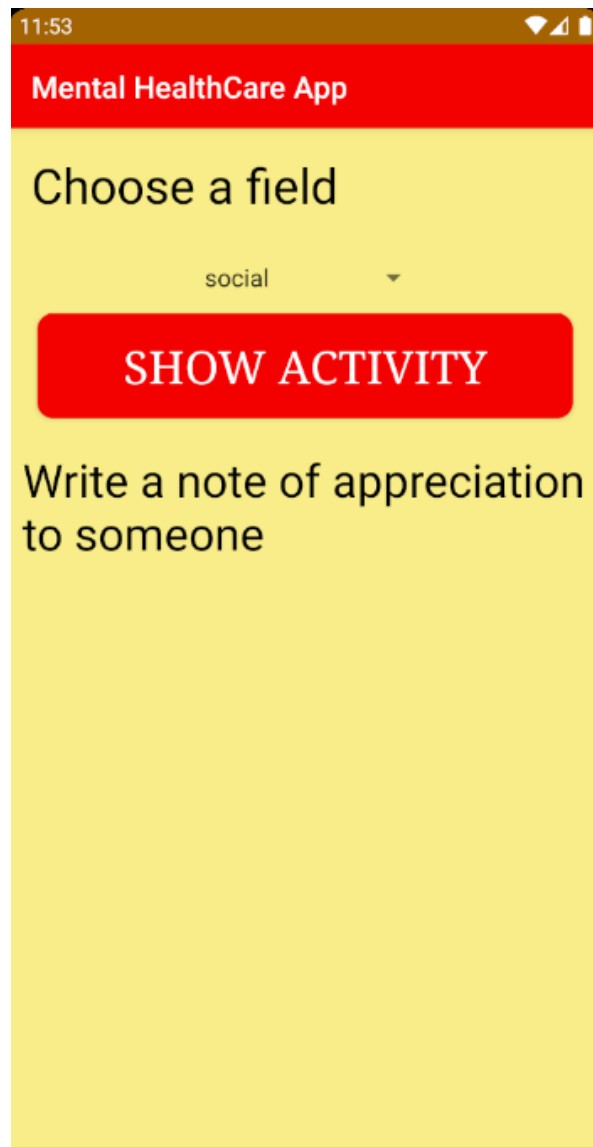 11:53
Mental HealthCare App
Choose a field
social
SHOW ACTIVITY
Write a note of appreciation
to someone